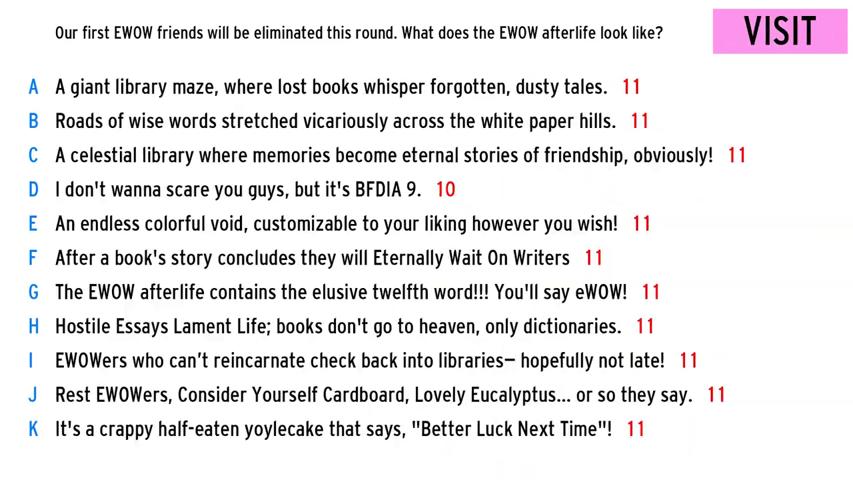 Our first EWOW friends will be eliminated this round. What does the EWOW afterlife look like?
VISIT
A A giant library maze, where lost books whisper forgotten, dusty tales. 11
B Roads of wise words stretched vicariously across the white paper hills. 11
C A celestial library where memories become eternal stories of friendship, obviously! 11
D I don't wanna scare you guys, but it's BFDIA 9. 10
E An endless colorful void, customizable to your liking however you wish! 11
F After a book's story concludes they will Eternally Wait On Writers 11
G The EWOW afterlife contains the elusive twelfth word!!! You'll say eWOW! 11
H Hostile Essays Lament Life; books don't go to heaven, only dictionaries. 11
I EWOWers who can’t reincarnate check back into libraries— hopefully not late! 11
J Rest EWOWers, Consider Yourself Cardboard, Lovely Eucalyptus... or so they say. 11
K It's a crappy half-eaten yoylecake that says, "Better Luck Next Time"! 11